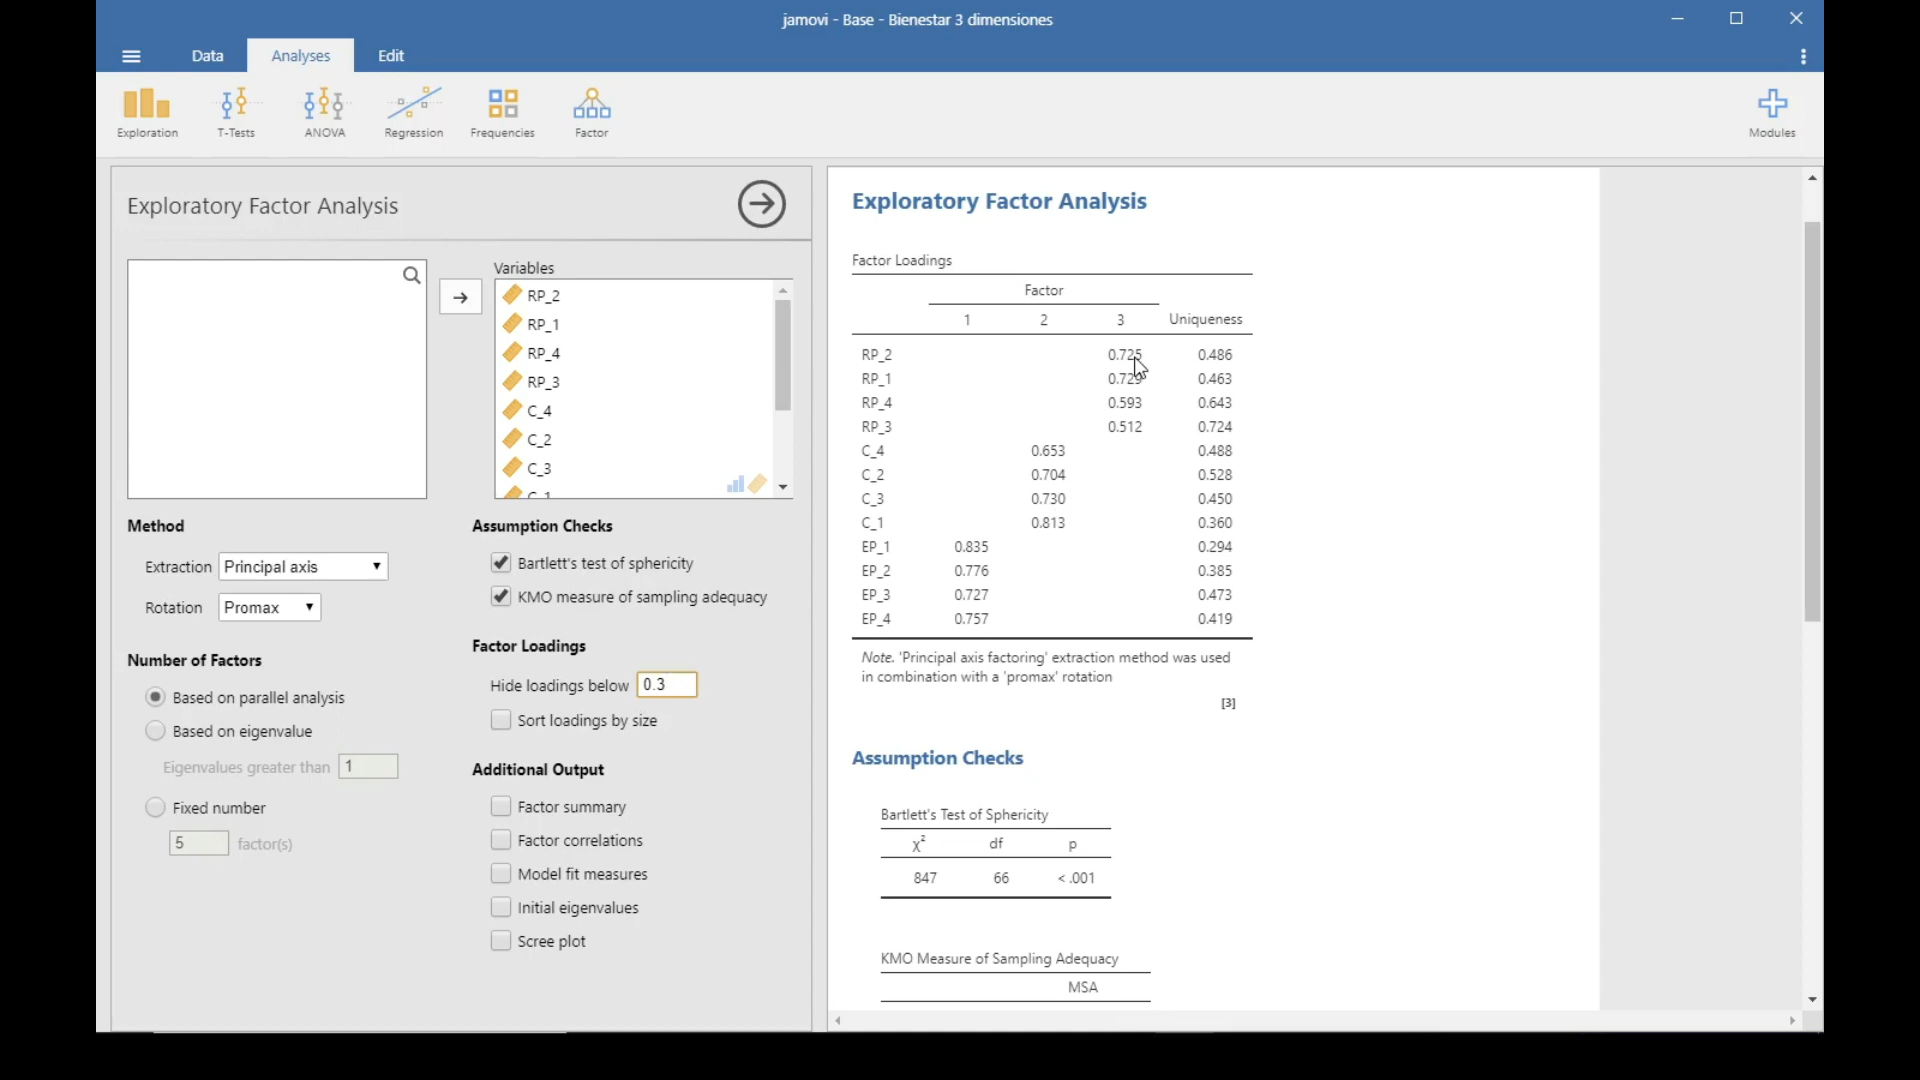 jamovi - Base - Bienestar 3 dimensiones
Data Analyses Edit
Exploration T-Tests ANOVA Regression Frequencies Factor Modules
Exploratory Factor Analysis
Variables
RP_2
RP_1
RP_4
RP_3
C_4
C_2
C_3
C_1
Method
Extraction Principal axis
Rotation Promax
Number of Factors
Based on parallel analysis
Based on eigenvalue
Eigenvalues greater than 1
Fixed number
5 factor(s)
Assumption Checks
Bartlett's test of sphericity
KMO measure of sampling adequacy
Factor Loadings
Hide loadings below 0.3
Sort loadings by size
Additional Output
Factor summary
Factor correlations
Model fit measures
Initial eigenvalues
Scree plot
Exploratory Factor Analysis
Factor Loadings
Factor
1 2 3 Uniqueness
RP_2 0.725 0.486
RP_1 0.729 0.463
RP_4 0.593 0.643
RP_3 0.512 0.724
C_4 0.653 0.488
C_2 0.704 0.528
C_3 0.730 0.450
C_1 0.813 0.360
EP_1 0.835 0.294
EP_2 0.776 0.385
EP_3 0.727 0.473
EP_4 0.757 0.419
Note. 'Principal axis factoring' extraction method was used
in combination with a 'promax' rotation
[3]
Assumption Checks
Bartlett's Test of Sphericity
χ² df p
847 66 < .001
KMO Measure of Sampling Adequacy
MSA